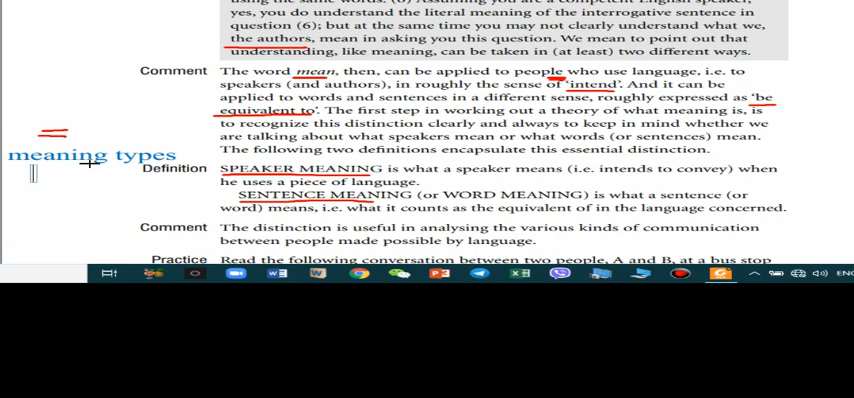 using the same words. (6) Assuming you are a competent English speaker,
yes, you do understand the literal meaning of the interrogative sentence in
question (6); but at the same time you may not clearly understand what we,
the authors, mean in asking you this question. We mean to point out that
understanding, like meaning, can be taken in (at least) two different ways.
Comment The word mean, then, can be applied to people who use language, i.e. to
speakers (and authors), in roughly the sense of ‘intend’. And it can be
applied to words and sentences in a different sense, roughly expressed as ‘be
equivalent to’. The first step in working out a theory of what meaning is, is
to recognize this distinction clearly and always to keep in mind whether we
are talking about what speakers mean or what words (or sentences) mean.
The following two definitions encapsulate this essential distinction.
meaning types
Definition SPEAKER MEANING is what a speaker means (i.e. intends to convey) when
he uses a piece of language.
SENTENCE MEANING (or WORD MEANING) is what a sentence (or
word) means, i.e. what it counts as the equivalent of in the language concerned.
Comment The distinction is useful in analysing the various kinds of communication
between people made possible by language.
Practice Read the following conversation between two people, A and B, at a bus stop
ENG